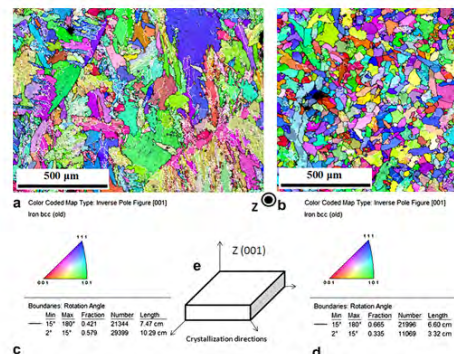 500 µm
500 µm
a Color Coded Map Type: Inverse Pole Figure [001]
Iron bcc (old)
Z
b Color Coded Map Type: Inverse Pole Figure [001]
Iron bcc (old)
111
001 101
Boundaries: Rotation Angle
Min Max Fraction Number Length
15° 180° 0.421 21344 7.47 cm
2° 15° 0.579 29399 10.29 cm
c
e
Z (001)
Crystallization directions
111
001 101
Boundaries: Rotation Angle
Min Max Fraction Number Length
15° 180° 0.665 21996 6.60 cm
2° 15° 0.335 11069 3.32 cm
d